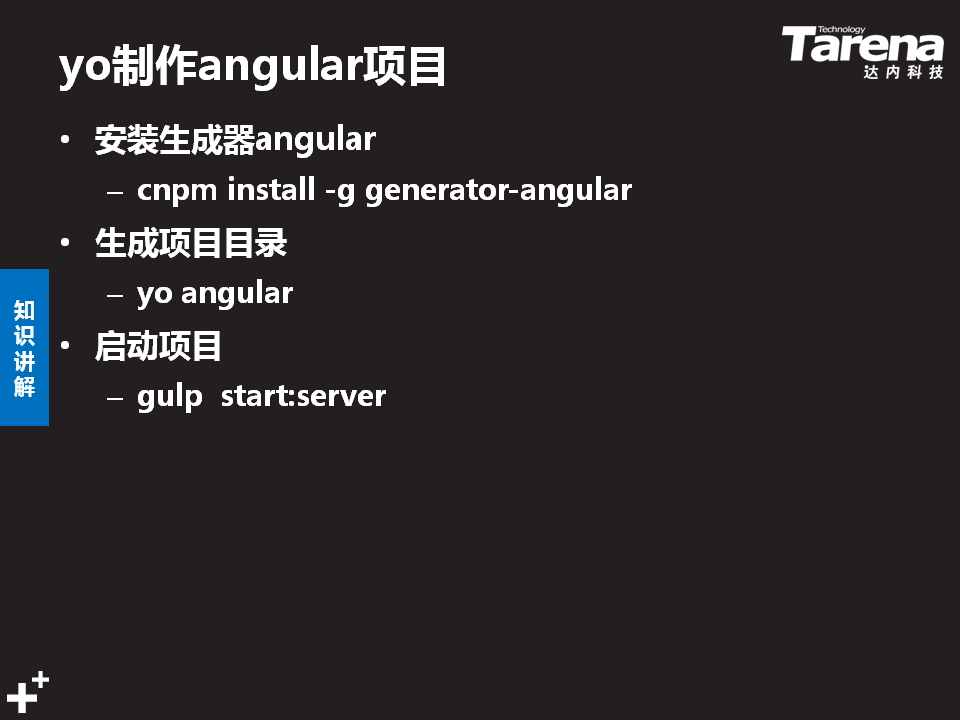 yo制作angular项目
Technology
Tarena
达内科技
• 安装生成器angular
– cnpm install -g generator-angular
• 生成项目目录
– yo angular
• 启动项目
– gulp  start:server
知识讲解